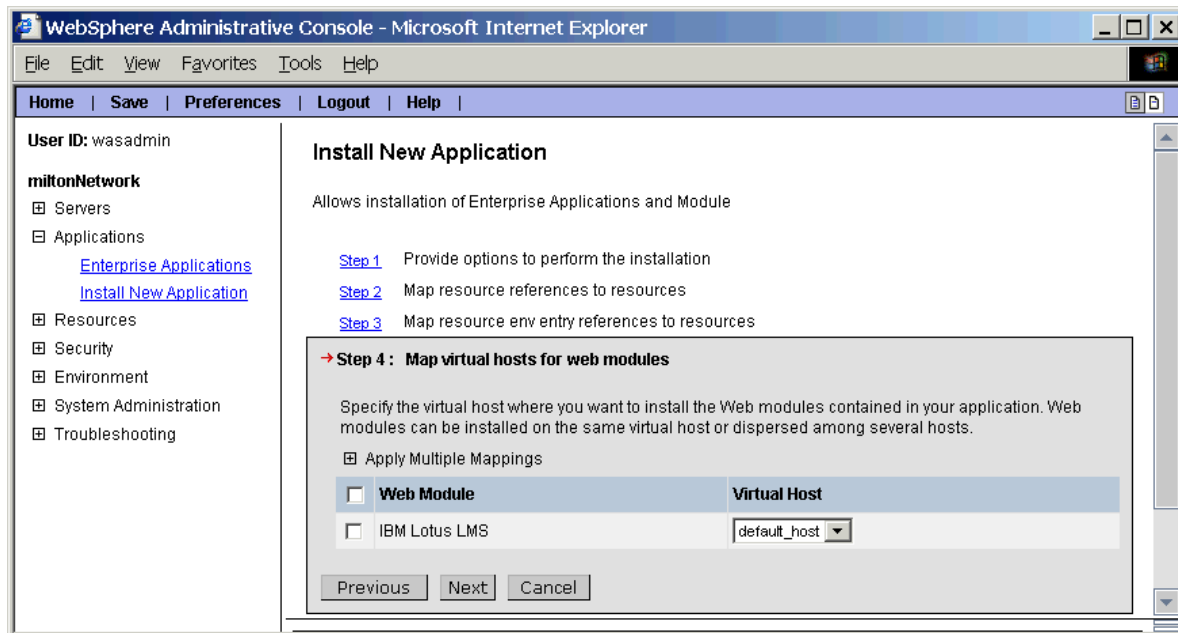 WebSphere Administrative Console - Microsoft Internet Explorer
File Edit View Favorites Tools Help
Home | Save | Preferences | Logout | Help |
User ID: wasadmin
miltonNetwork
Servers
Applications
Enterprise Applications
Install New Application
Resources
Security
Environment
System Administration
Troubleshooting
Install New Application
Allows installation of Enterprise Applications and Module
Step 1 Provide options to perform the installation
Step 2 Map resource references to resources
Step 3 Map resource env entry references to resources
→ Step 4 : Map virtual hosts for web modules
Specify the virtual host where you want to install the Web modules contained in your application. Web
modules can be installed on the same virtual host or dispersed among several hosts.
Apply Multiple Mappings
Web Module Virtual Host
IBM Lotus LMS default_host
Previous Next Cancel